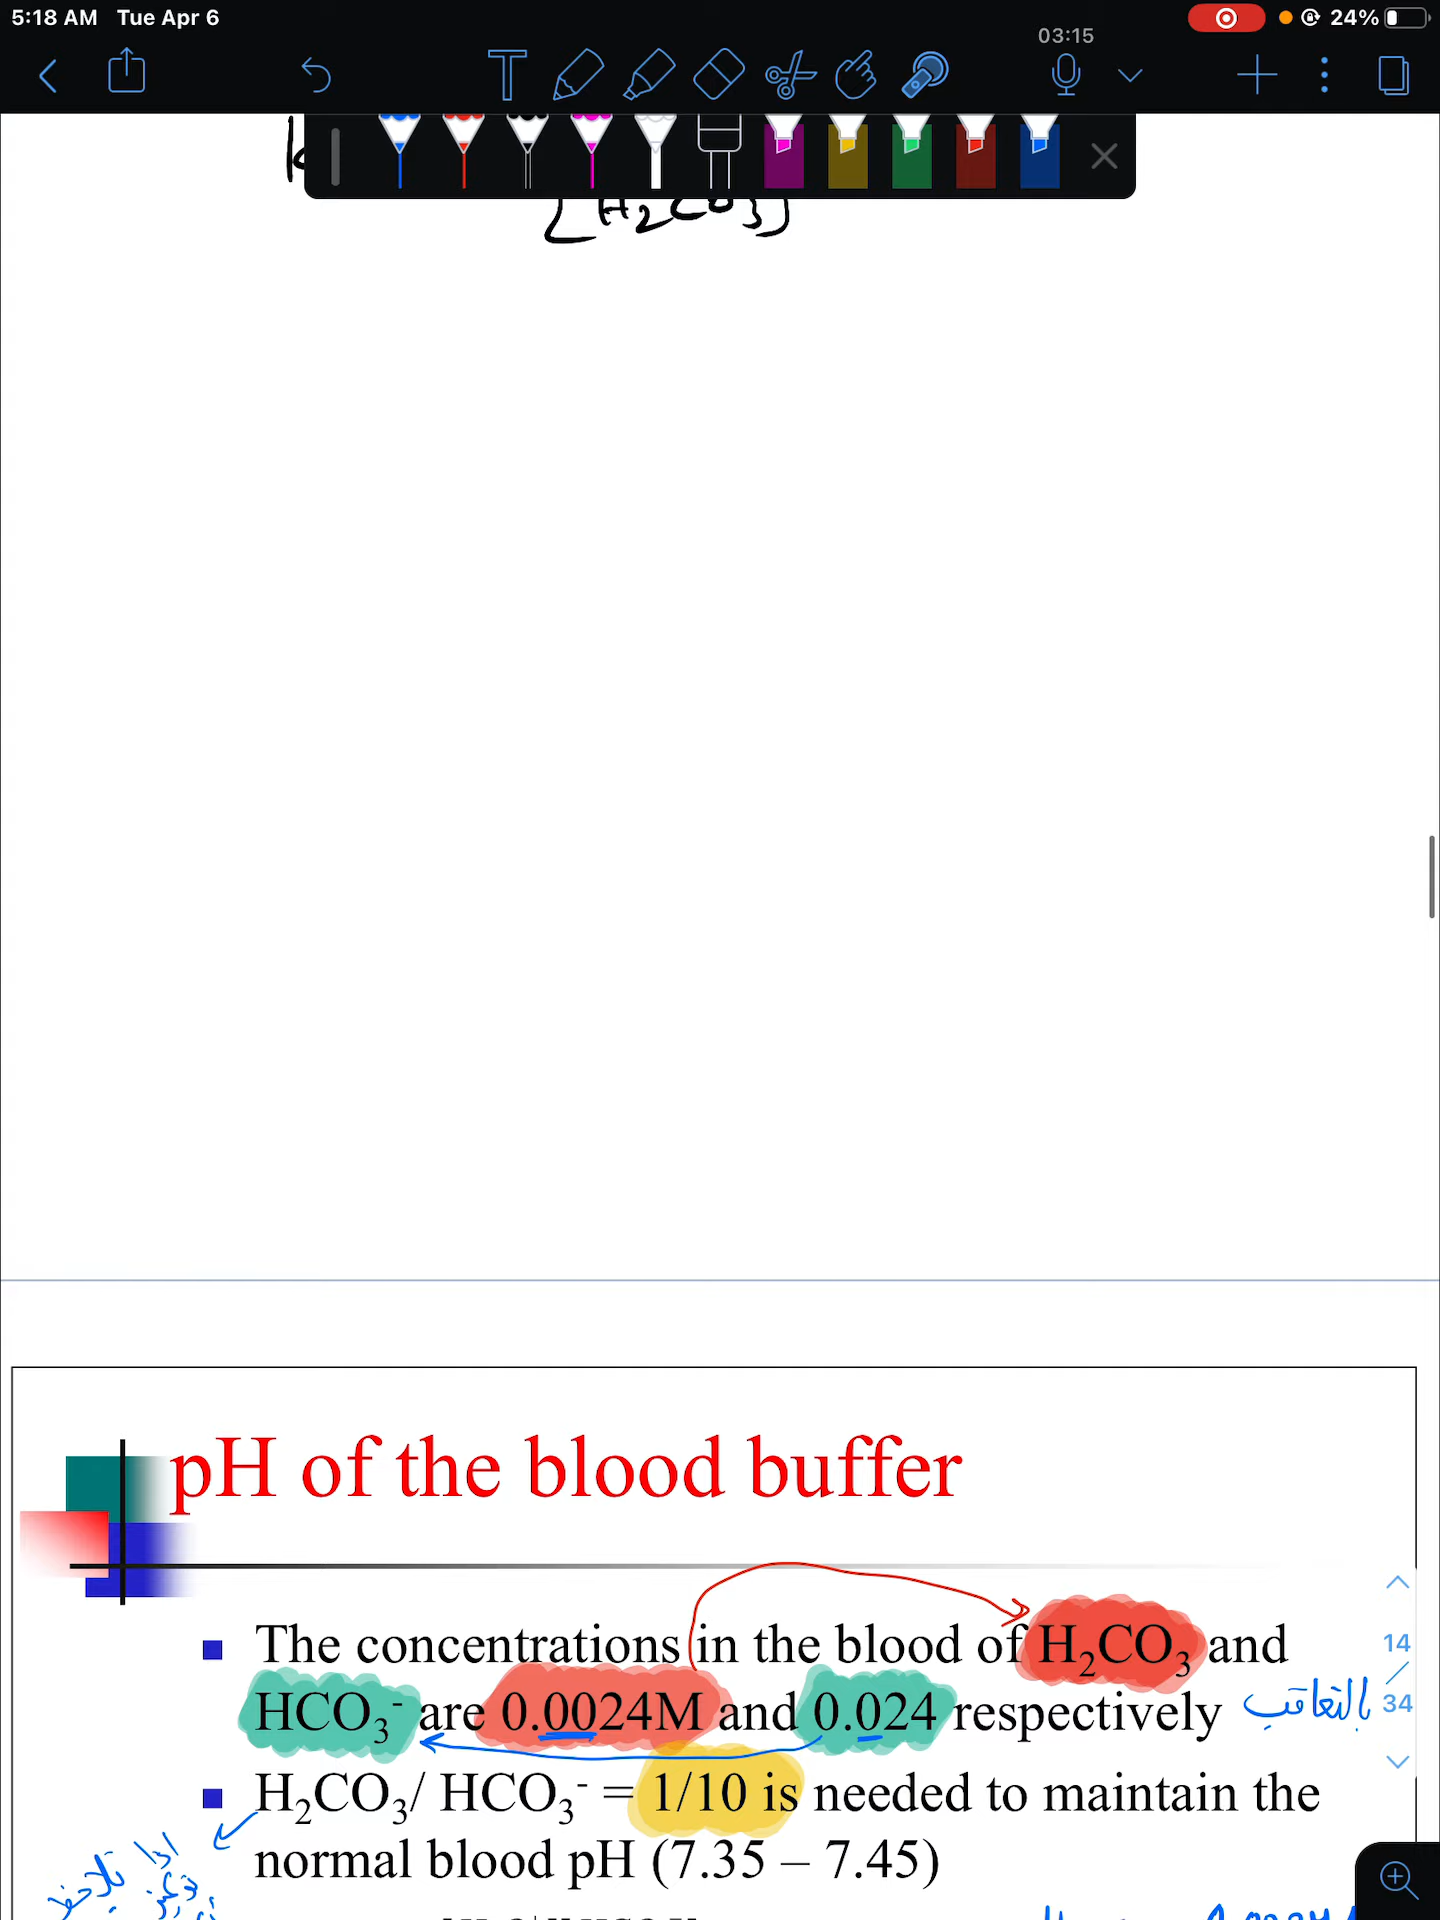 5:18 AM Tue Apr 6
24%
03:15
[H₂CO₃]
pH of the blood buffer
The concentrations in the blood of H₂CO₃ and
HCO₃⁻ are 0.0024M and 0.024 respectively بالتعاقب
H₂CO₃/ HCO₃⁻ = 1/10 is needed to maintain the
normal blood pH (7.35 – 7.45)
14
34